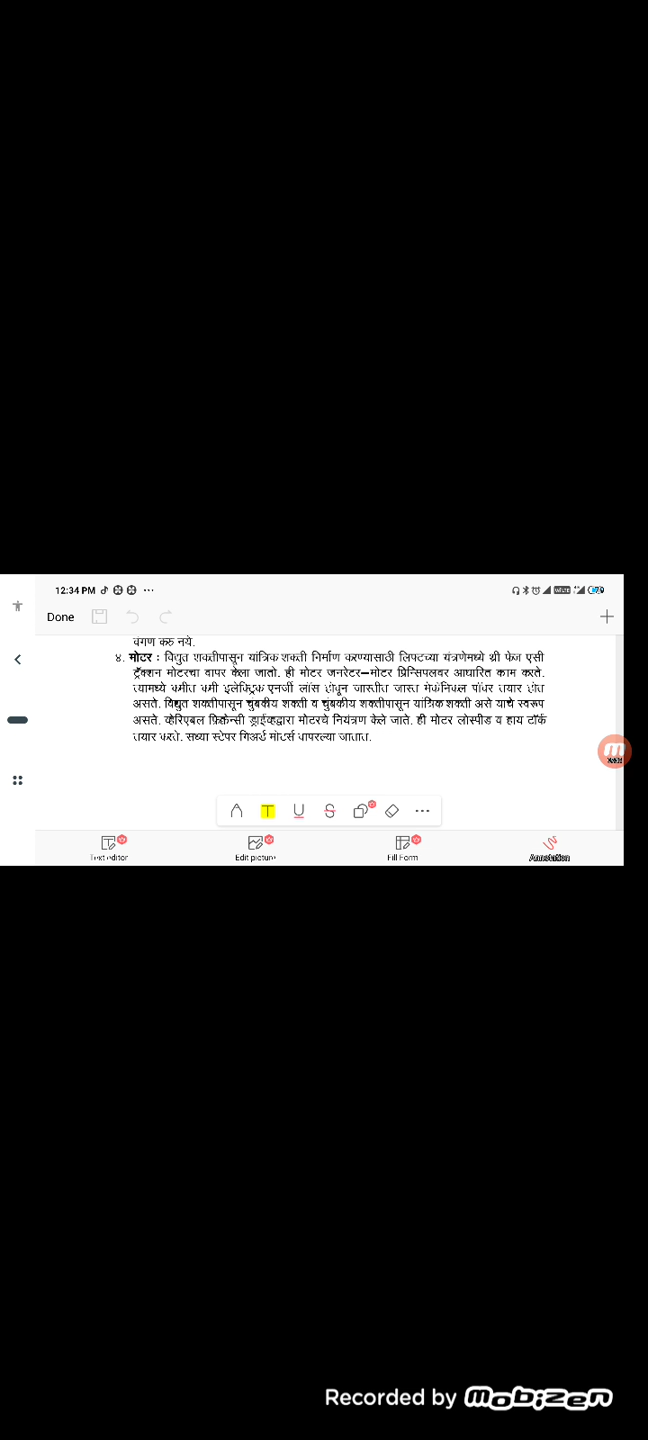 12:34 PM
Done
वंगण करु नये.
४. मोटर : विद्युत शक्तीपासून यांत्रिक शक्ती निर्माण करण्यासाठी लिफ्टच्या यंत्रणेमध्ये थ्री फेज एसी
ट्रॅक्शन मोटरचा वापर केला जातो. ही मोटर जनरेटर–मोटर प्रिन्सिपलवर आधारित काम करते.
त्यामध्ये कमीत कमी इलेक्ट्रिक एनर्जी लॉस होवून जास्तीत जास्त मेकॅनिकल पॉवर तयार होत
असते. विद्युत शक्तीपासून चुंबकीय शक्ती व चुंबकीय शक्तीपासून यांत्रिक शक्ती असे याचे स्वरूप
असते. व्हेरिएबल फ्रिक्वेन्सी ड्राईव्हद्वारा मोटरचे नियंत्रण केले जाते. ही मोटर लोस्पीड व हाय टॉर्क
तयार करते. सध्या स्टेपर गिअर्ड मोटर्स वापरल्या जातात.
Text editor
Edit picture
Fill Form
Annotation
Recorded by Mobizen